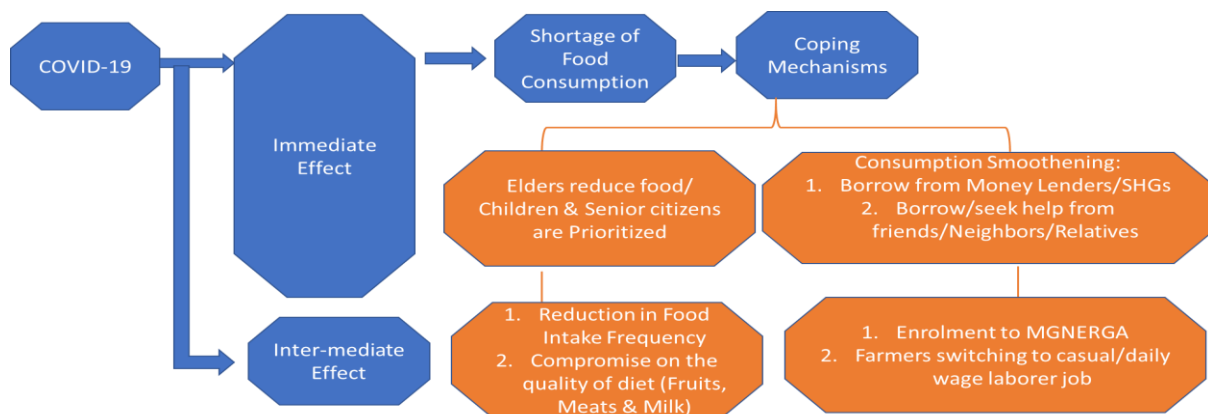 COVID-19
Immediate
Effect
Shortage of
Food
Consumption
Coping
Mechanisms
Elders reduce food/
Children & Senior citizens
are Prioritized
Consumption Smoothening:
1. Borrow from Money Lenders/SHGs
2. Borrow/seek help from
friends/Neighbors/Relatives
Inter-mediate
Effect
1. Reduction in Food
Intake Frequency
2. Compromise on the
quality of diet (Fruits,
Meats & Milk)
1. Enrolment to MGNERGA
2. Farmers switching to casual/daily
wage laborer job